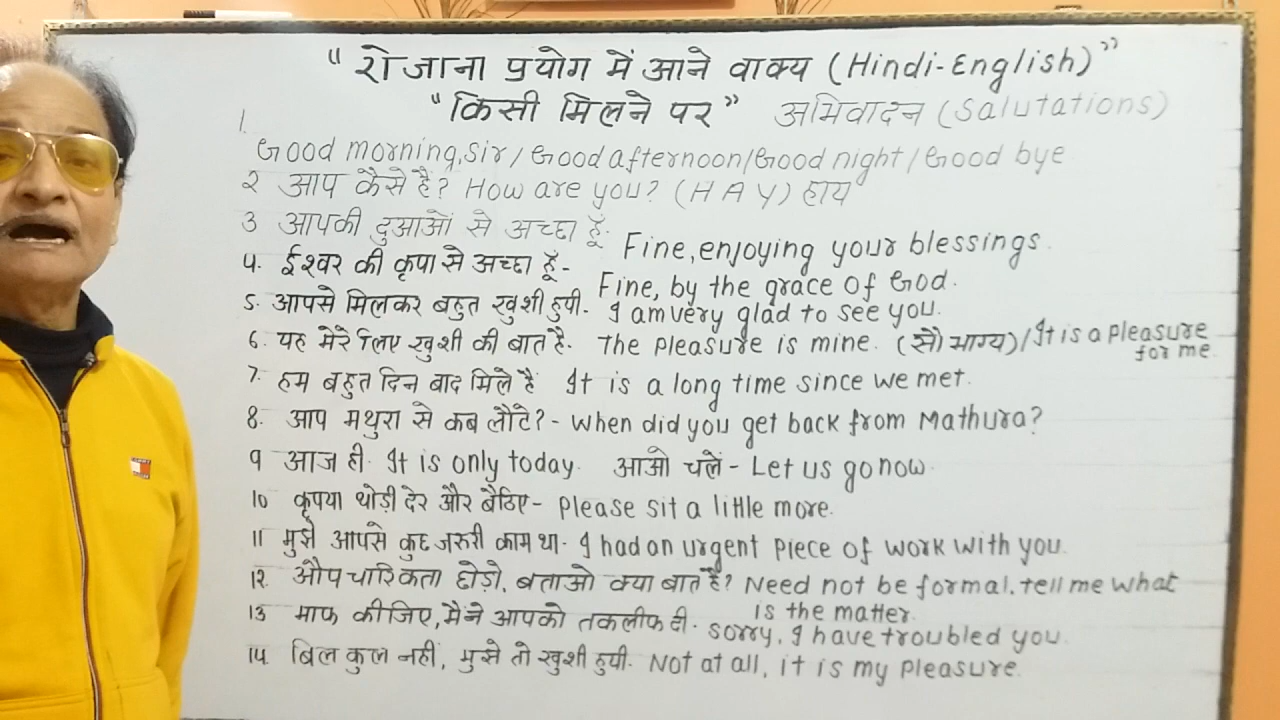 "रोजाना प्रयोग में आने वाक्य (Hindi-English)"
"किसी मिलने पर" अभिवादन (Salutations)
1.
Good morning, sir/Good afternoon/Good night/Good bye
२ आप कैसे हैं? How are you? (H A Y) हाय
3 आपकी दुआओं से अच्छा हूँ. Fine, enjoying your blessings.
4. ईश्वर की कृपा से अच्छा हूँ- Fine, by the grace of God.
5. आपसे मिलकर बहुत खुशी हुयी. I am very glad to see you.
6. यह मेरे लिए खुशी की बात है. The pleasure is mine. (सौभाग्य)/It is a pleasure
for me.
7. हम बहुत दिन बाद मिले हैं It is a long time since we met.
8. आप मथुरा से कब लौटे?- When did you get back from Mathura?
9 आज ही. It is only today. आओ चलें- Let us go now.
10 कृपया थोड़ी देर और बैठिए- Please sit a little more.
11 मुझे आपसे कुछ जरुरी काम था- I had an urgent piece of work with you.
12. औपचारिकता छोड़ो, बताओ क्या बात है? Need not be formal. tell me what
is the matter.
13 माफ कीजिए, मैने आपको तकलीफ दी. sorry, I have troubled you.
14 बिलकुल नहीं, मुझे तो खुशी हुयी. Not at all, it is my pleasure.